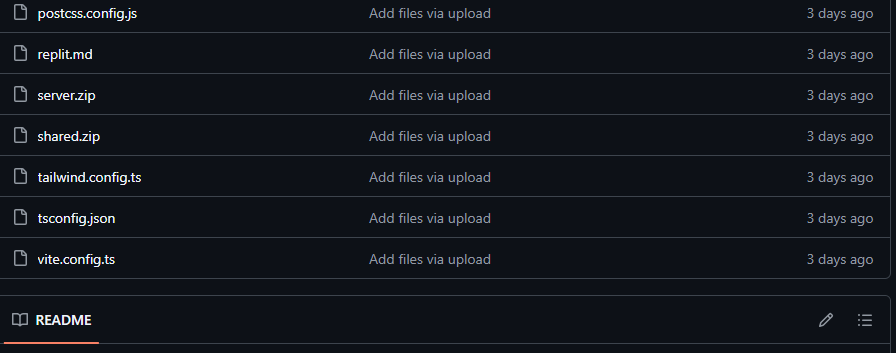 postcss.config.js Add files via upload 3 days ago
replit.md Add files via upload 3 days ago
server.zip Add files via upload 3 days ago
shared.zip Add files via upload 3 days ago
tailwind.config.ts Add files via upload 3 days ago
tsconfig.json Add files via upload 3 days ago
vite.config.ts Add files via upload 3 days ago
README